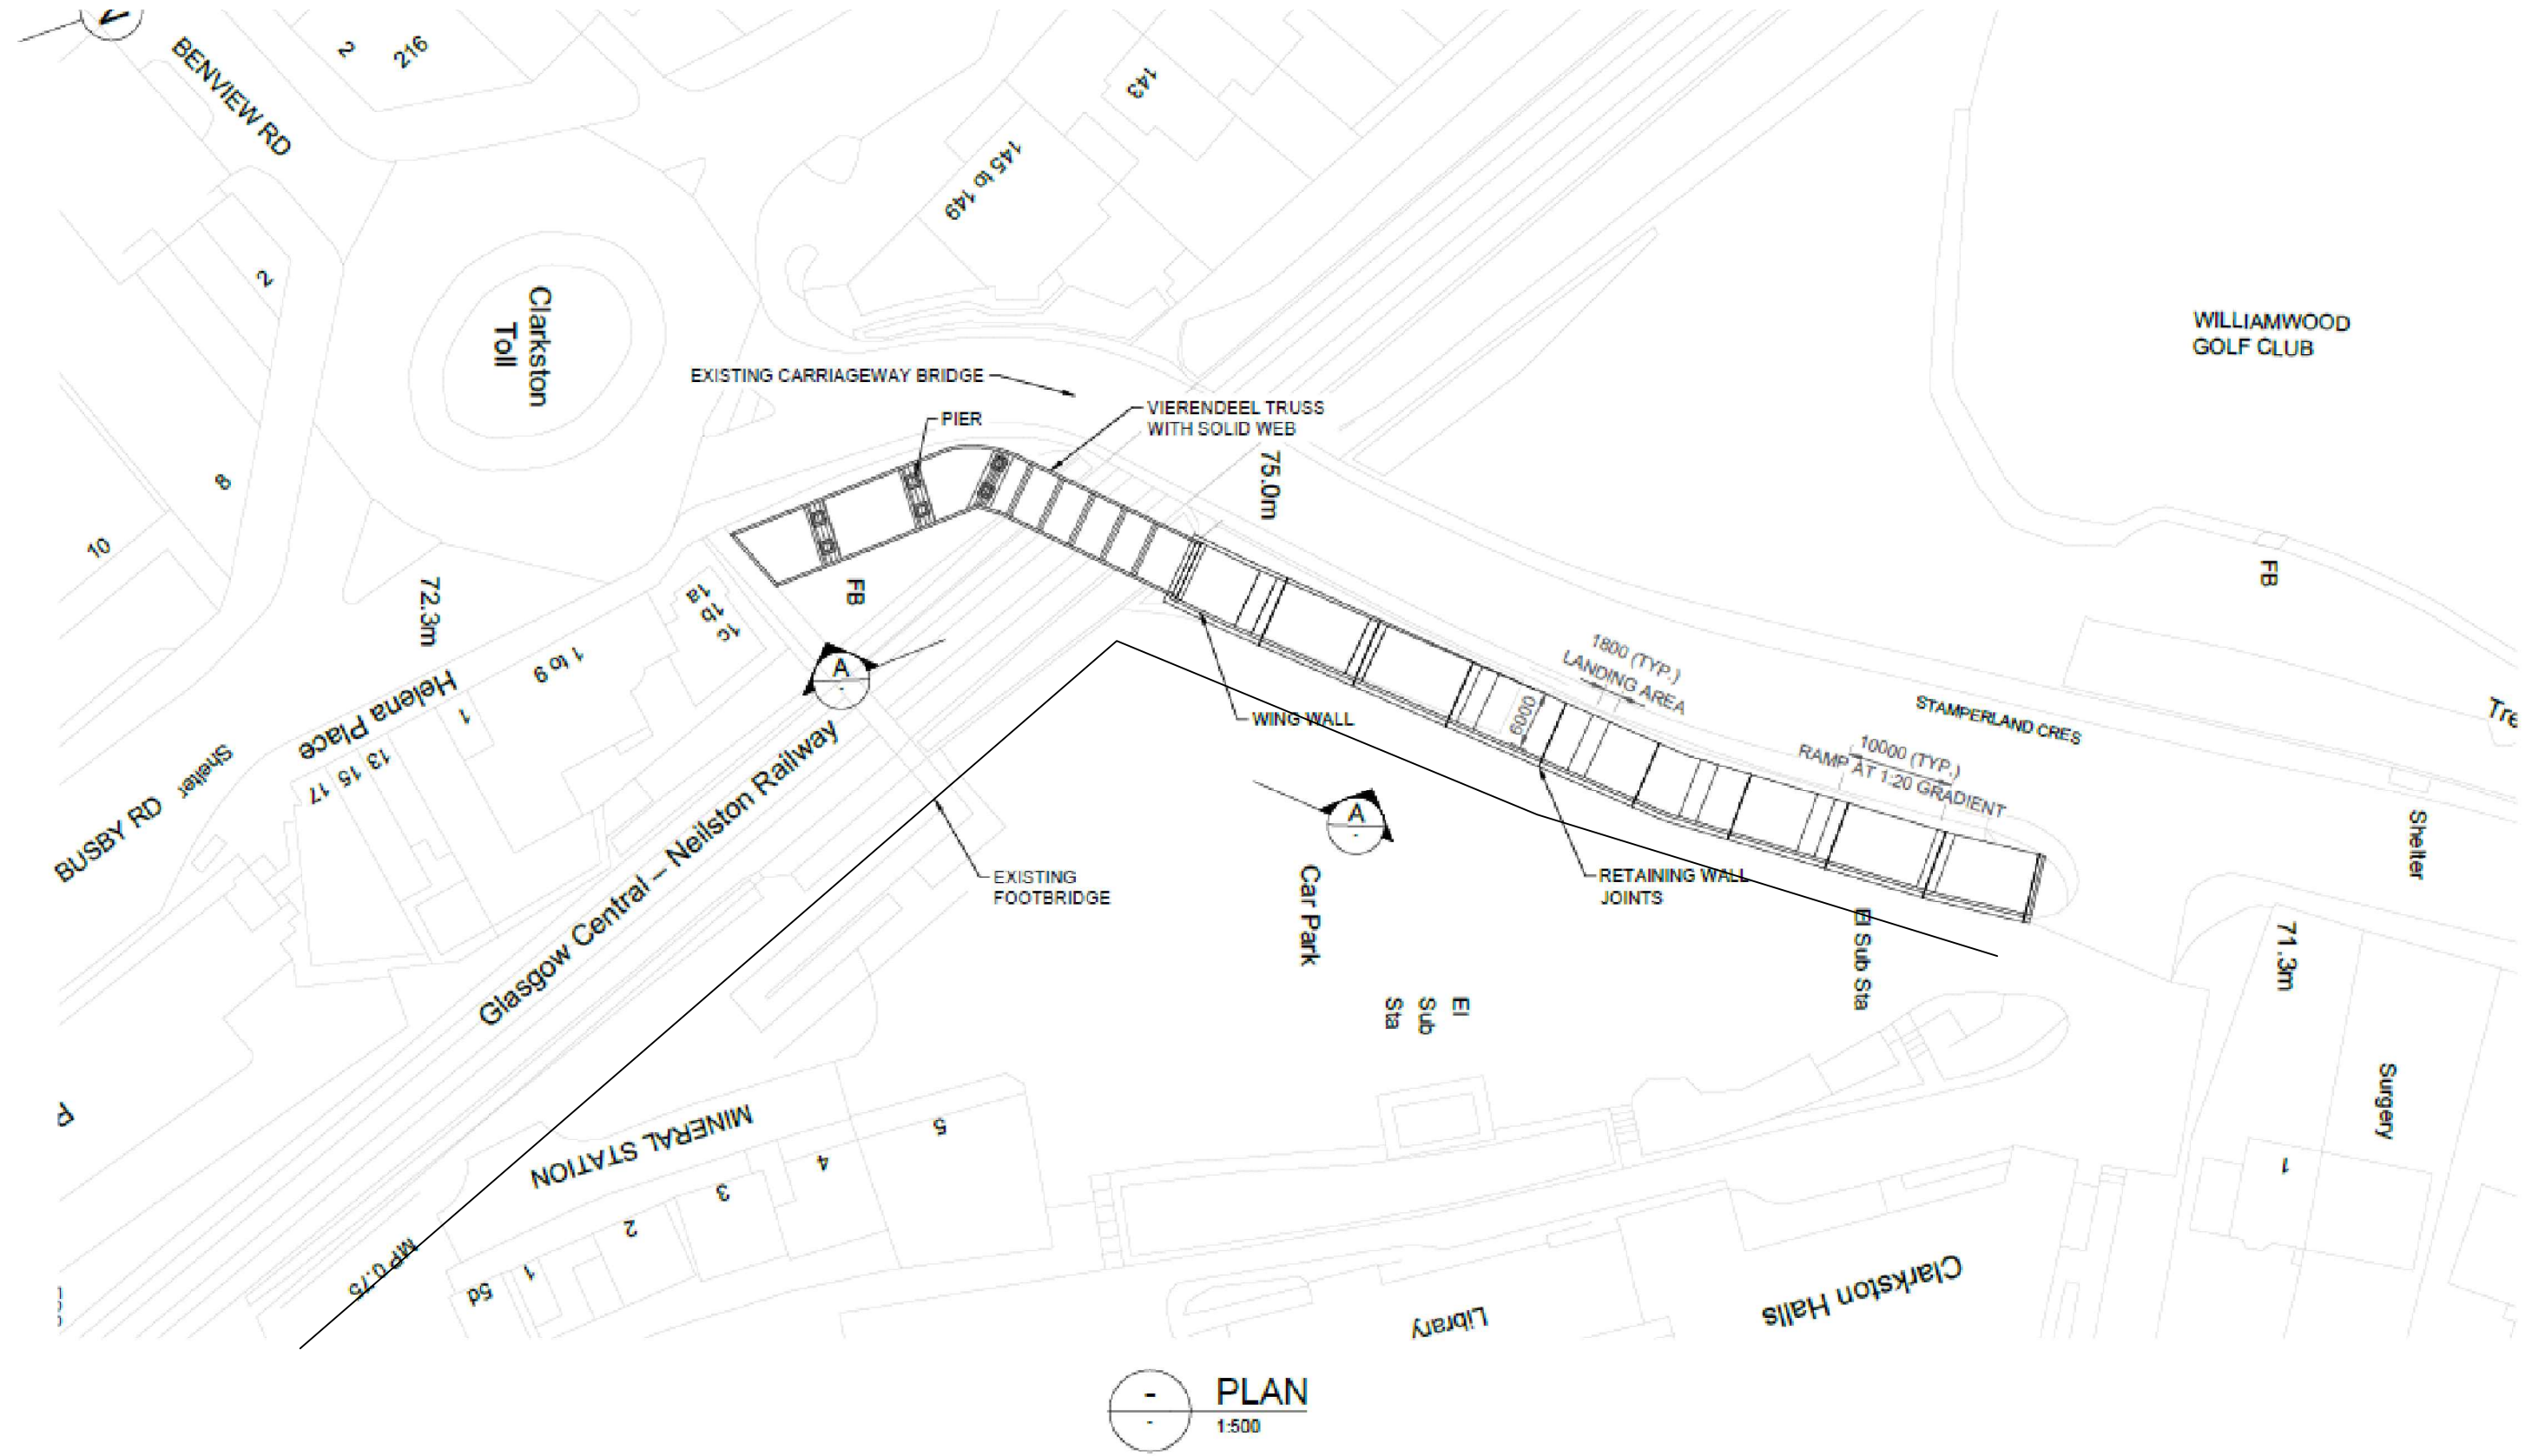 BENVIEW RD
2
216
143
145 to 149
2
Clarkston
Toll
WILLIAMWOOD
GOLF CLUB
EXISTING CARRIAGEWAY BRIDGE
VIERENDEEL TRUSS
WITH SOLID WEB
PIER
75.0m
8
10
72.3m
FB
FB
1a
1b
1c
1 to 9
Helena Place
1
13 15 17
Shelter
BUSBY RD
A
-
WING WALL
1800 (TYP.)
LANDING AREA
6000
STAMPERLAND CRES
10000 (TYP.)
RAMP AT 1:20 GRADIENT
Tre
Shelter
A
-
Glasgow Central – Neilston Railway
EXISTING
FOOTBRIDGE
Car Park
RETAINING WALL
JOINTS
El Sub Sta
71.3m
El
Sub
Sta
Surgery
1
MINERAL STATION
5
4
3
2
1
5d
MP 0.75
P
Library
Clarkston Halls
-
-
PLAN
1:500